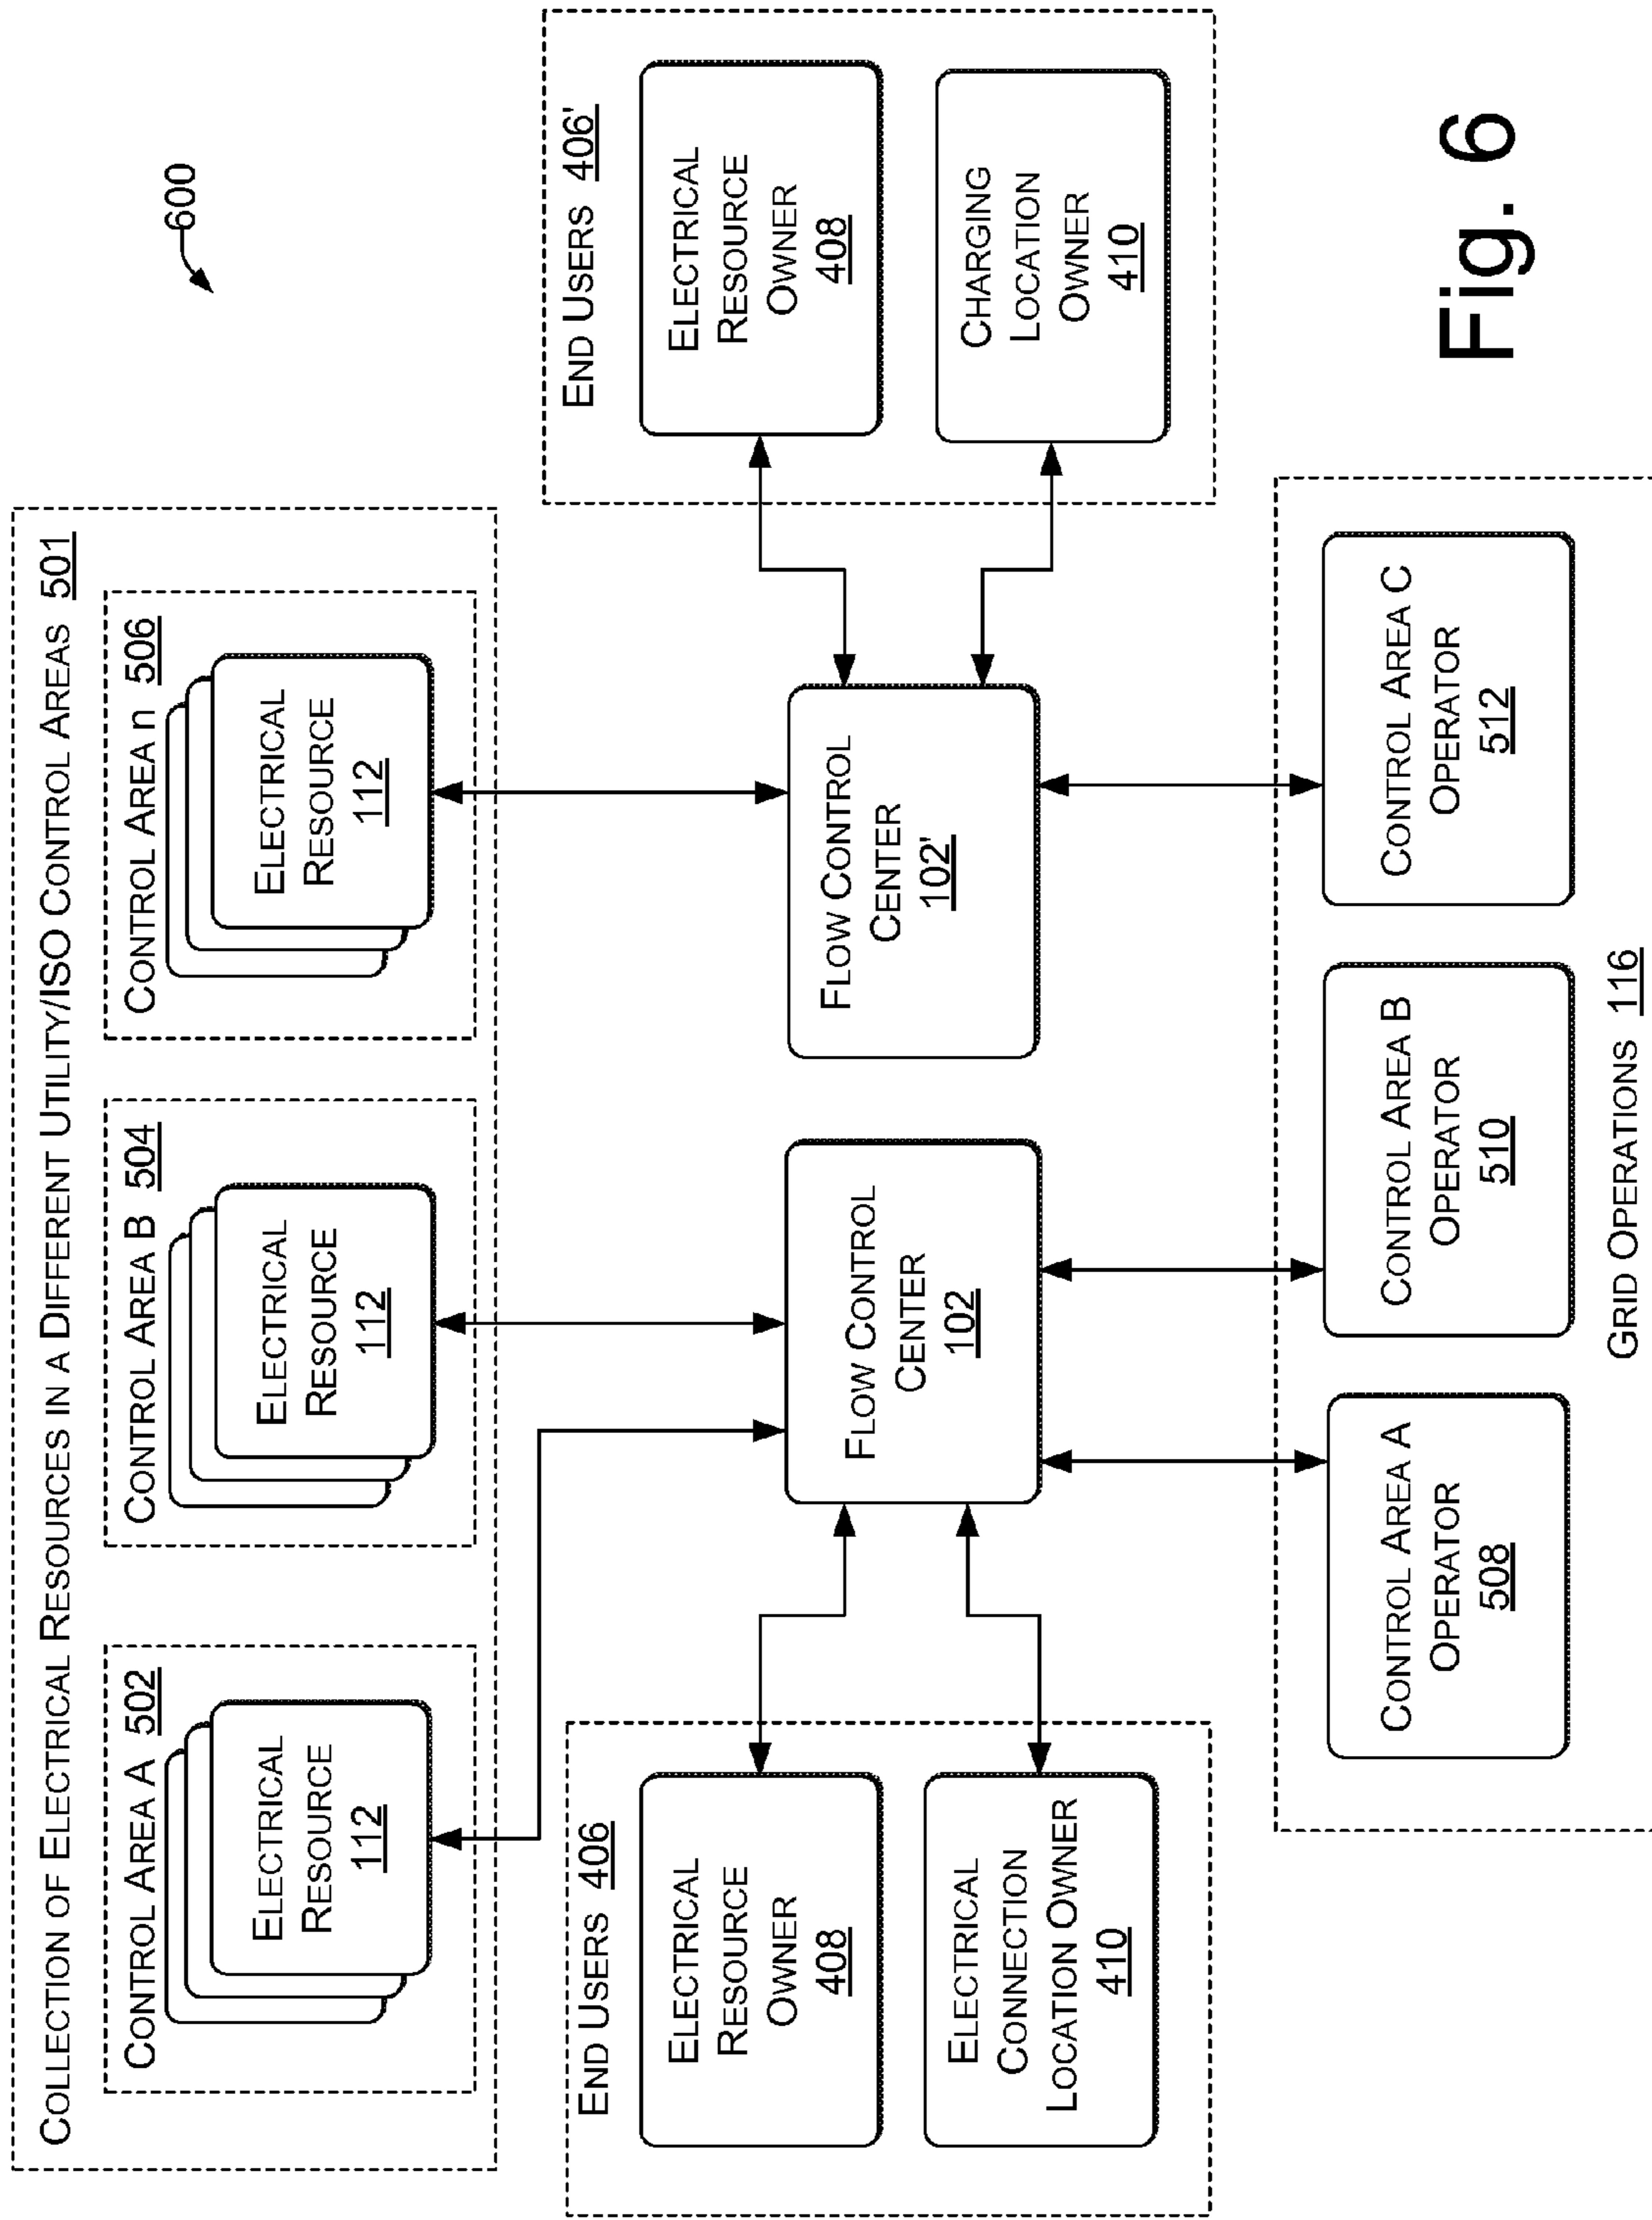 600
COLLECTION OF ELECTRICAL RESOURCES IN A DIFFERENT UTILITY/ISO CONTROL AREAS 501
CONTROL AREA A 502
ELECTRICAL
RESOURCE
112
CONTROL AREA B 504
ELECTRICAL
RESOURCE
112
CONTROL AREA n 506
ELECTRICAL
RESOURCE
112
END USERS 406
ELECTRICAL
RESOURCE
OWNER
408
ELECTRICAL
CONNECTION
LOCATION OWNER
410
FLOW CONTROL
CENTER
102
FLOW CONTROL
CENTER
102'
END USERS 406'
ELECTRICAL
RESOURCE
OWNER
408
CHARGING
LOCATION
OWNER
410
CONTROL AREA A
OPERATOR
508
CONTROL AREA B
OPERATOR
510
CONTROL AREA C
OPERATOR
512
GRID OPERATIONS 116
Fig. 6